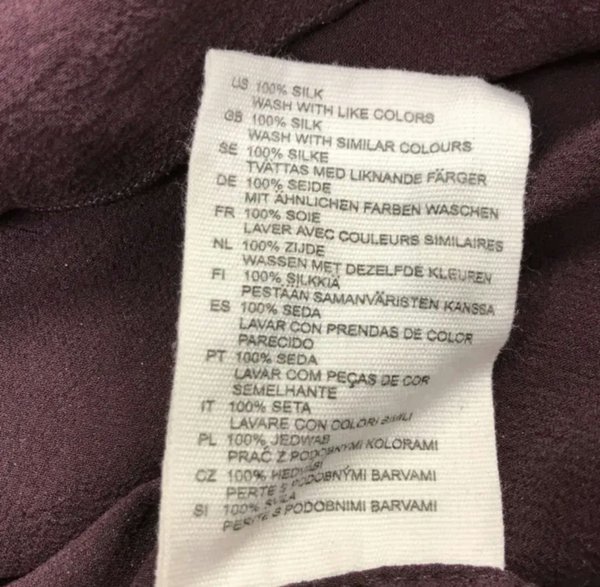 US 100% SILK
WASH WITH LIKE COLORS
GB 100% SILK
WASH WITH SIMILAR COLOURS
SE 100% SILKE
TVÄTTAS MED LIKNANDE FÄRGER
DE 100% SEIDE
MIT ÄHNLICHEN FARBEN WASCHEN
FR 100% SOIE
LAVER AVEC COULEURS SIMILAIRES
NL 100% ZIJDE
WASSEN MET DEZELFDE KLEUREN
FI 100% SILKKIÄ
PESTÄÄN SAMANVÄRISTEN KANSSA
ES 100% SEDA
LAVAR CON PRENDAS DE COLOR
PARECIDO
PT 100% SEDA
LAVAR COM PEÇAS DE COR
SEMELHANTE
IT 100% SETA
LAVARE CON COLORI SIMILI
PL 100% JEDWAB
PRAĆ Z PODOBNYMI KOLORAMI
CZ 100% HEDVÁBÍ
PERTE S PODOBNÝMI BARVAMI
SI 100% SVILA
PERITE S PODOBNIMI BARVAMI